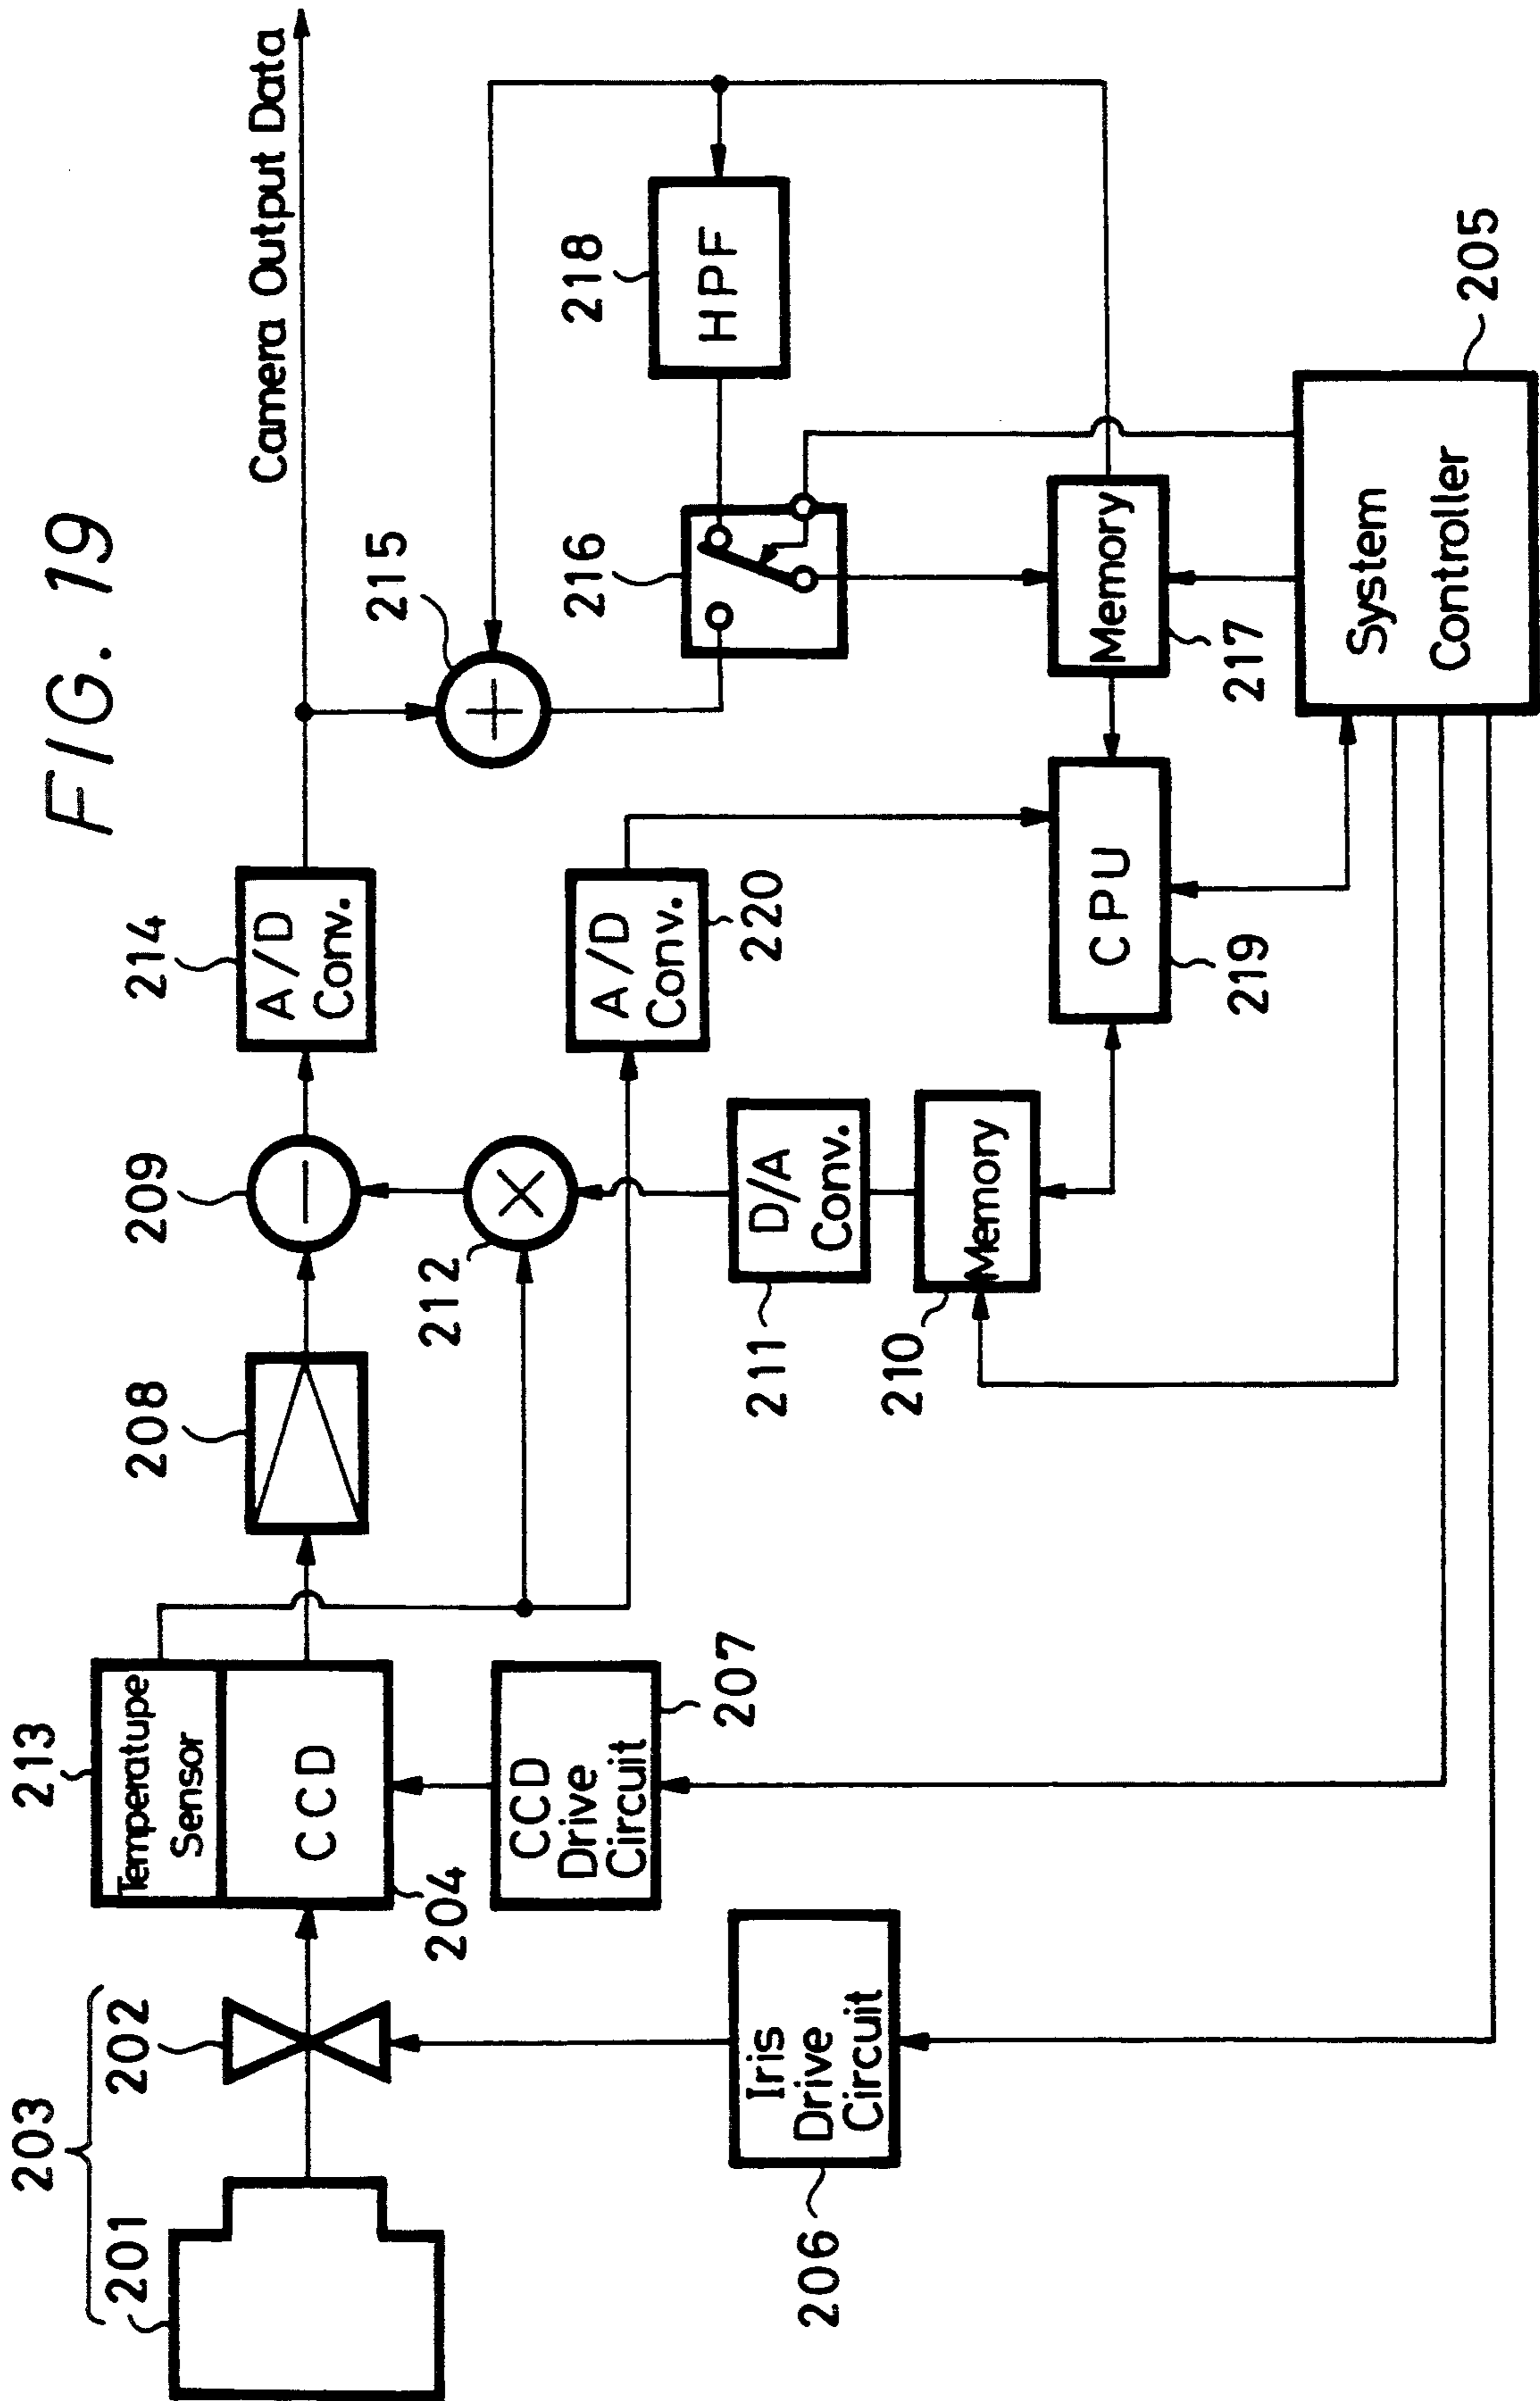 FIG. 19
203
201
202
213
Temperatupe
Sensor
CCD
204
208
209
214
A/D
Conv.
Camera Output Data
215
212
CCD
Drive
Circuit
207
A/D
Conv.
220
216
218
HPF
Iris
Drive
Circuit
206
D/A
Conv.
211
Memory
210
CPU
219
Memory
217
System
Controller
205